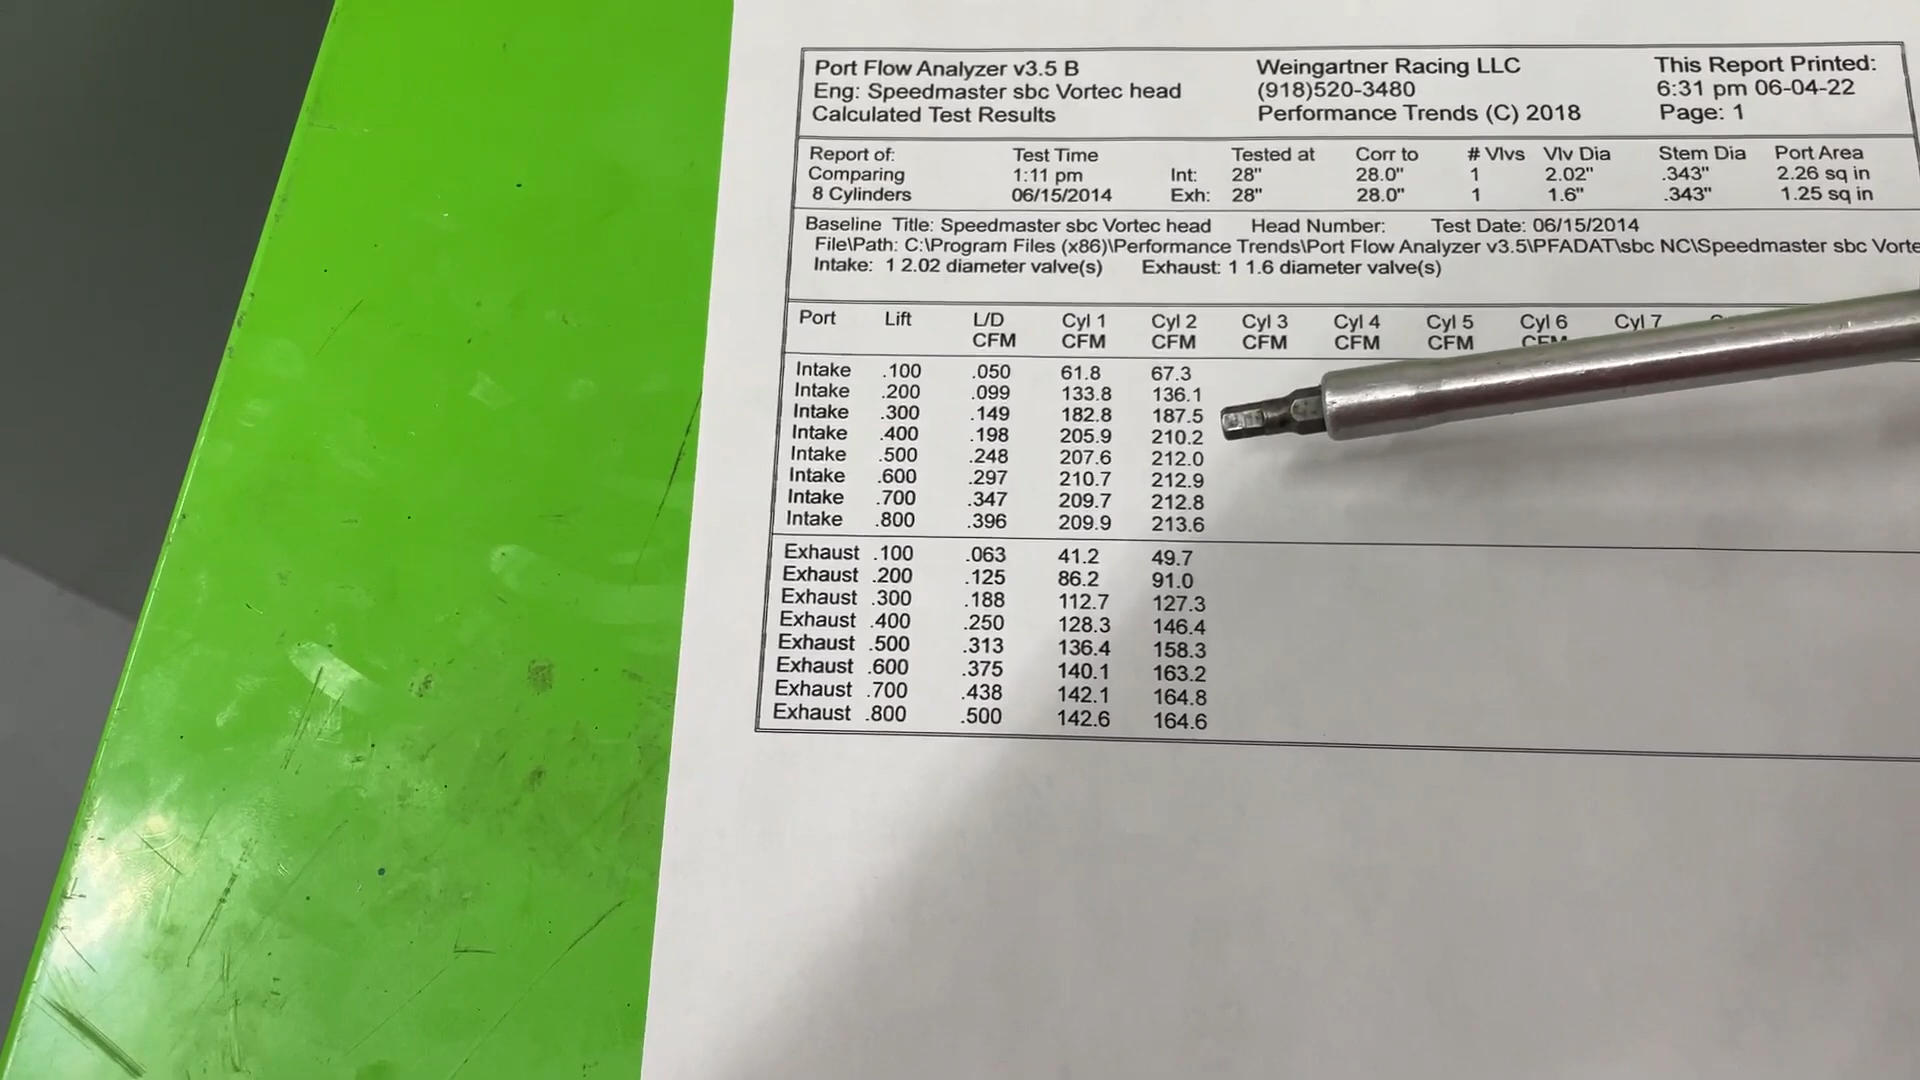 Port Flow Analyzer v3.5 B Weingartner Racing LLC This Report Printed:
Eng: Speedmaster sbc Vortec head (918)520-3480 6:31 pm 06-04-22
Calculated Test Results Performance Trends (C) 2018 Page: 1
Report of: Test Time Tested at Corr to # Vlvs Vlv Dia Stem Dia Port Area
Comparing 1:11 pm Int: 28" 28.0" 1 2.02" .343" 2.26 sq in
8 Cylinders 06/15/2014 Exh: 28" 28.0" 1 1.6" .343" 1.25 sq in
Baseline Title: Speedmaster sbc Vortec head Head Number: Test Date: 06/15/2014
File\Path: C:\Program Files (x86)\Performance Trends\Port Flow Analyzer v3.5\PFADAT\sbc NC\Speedmaster sbc Vorte
Intake: 1 2.02 diameter valve(s) Exhaust: 1 1.6 diameter valve(s)
Port Lift L/D Cyl 1 Cyl 2 Cyl 3 Cyl 4 Cyl 5 Cyl 6 Cyl 7
CFM CFM CFM CFM CFM CFM CFM
Intake .100 .050 61.8 67.3
Intake .200 .099 133.8 136.1
Intake .300 .149 182.8 187.5
Intake .400 .198 205.9 210.2
Intake .500 .248 207.6 212.0
Intake .600 .297 210.7 212.9
Intake .700 .347 209.7 212.8
Intake .800 .396 209.9 213.6
Exhaust .100 .063 41.2 49.7
Exhaust .200 .125 86.2 91.0
Exhaust .300 .188 112.7 127.3
Exhaust .400 .250 128.3 146.4
Exhaust .500 .313 136.4 158.3
Exhaust .600 .375 140.1 163.2
Exhaust .700 .438 142.1 164.8
Exhaust .800 .500 142.6 164.6